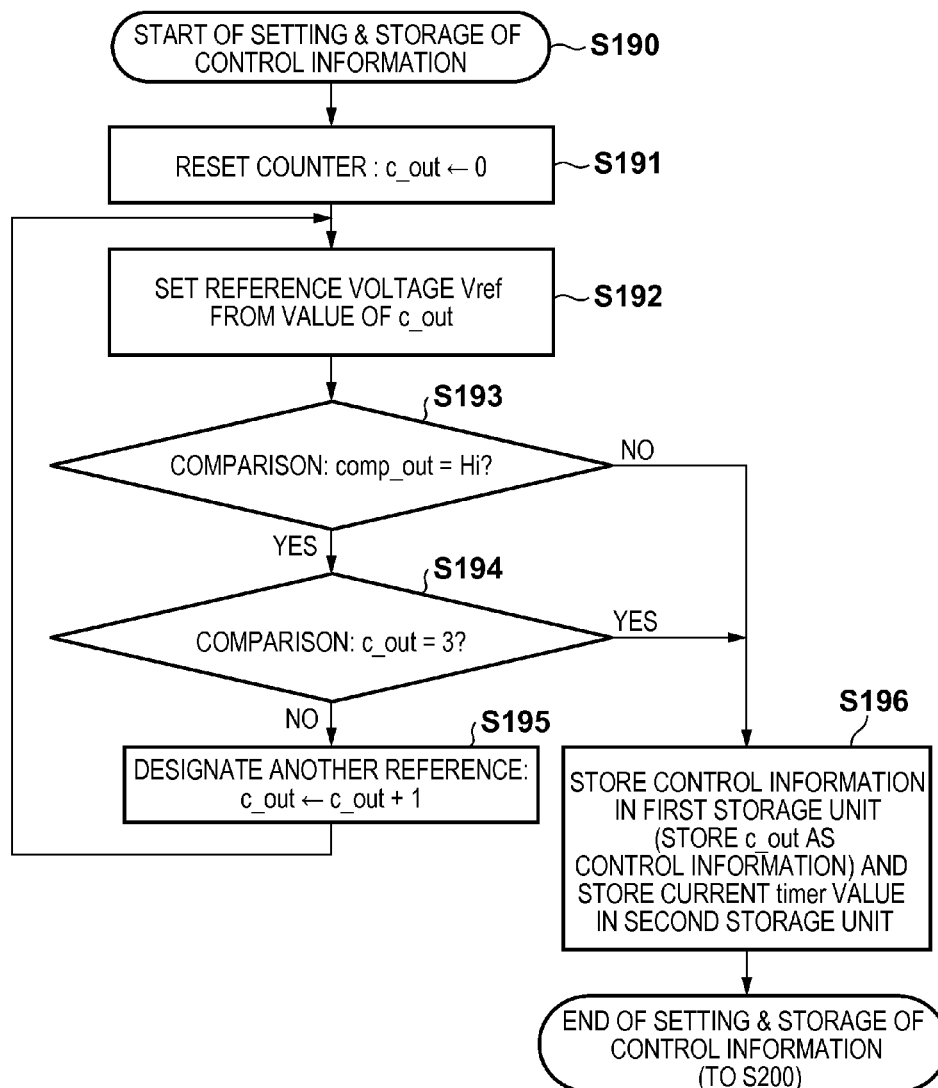 START OF SETTING & STORAGE OF
CONTROL INFORMATION
S190
RESET COUNTER : c_out ← 0
S191
SET REFERENCE VOLTAGE Vref
FROM VALUE OF c_out
S192
S193
COMPARISON: comp_out = Hi?
NO
YES
S194
COMPARISON: c_out = 3?
YES
NO
S195
DESIGNATE ANOTHER REFERENCE:
c_out ← c_out + 1
S196
STORE CONTROL INFORMATION
IN FIRST STORAGE UNIT
(STORE c_out AS
CONTROL INFORMATION) AND
STORE CURRENT timer VALUE
IN SECOND STORAGE UNIT
END OF SETTING & STORAGE OF
CONTROL INFORMATION
(TO S200)